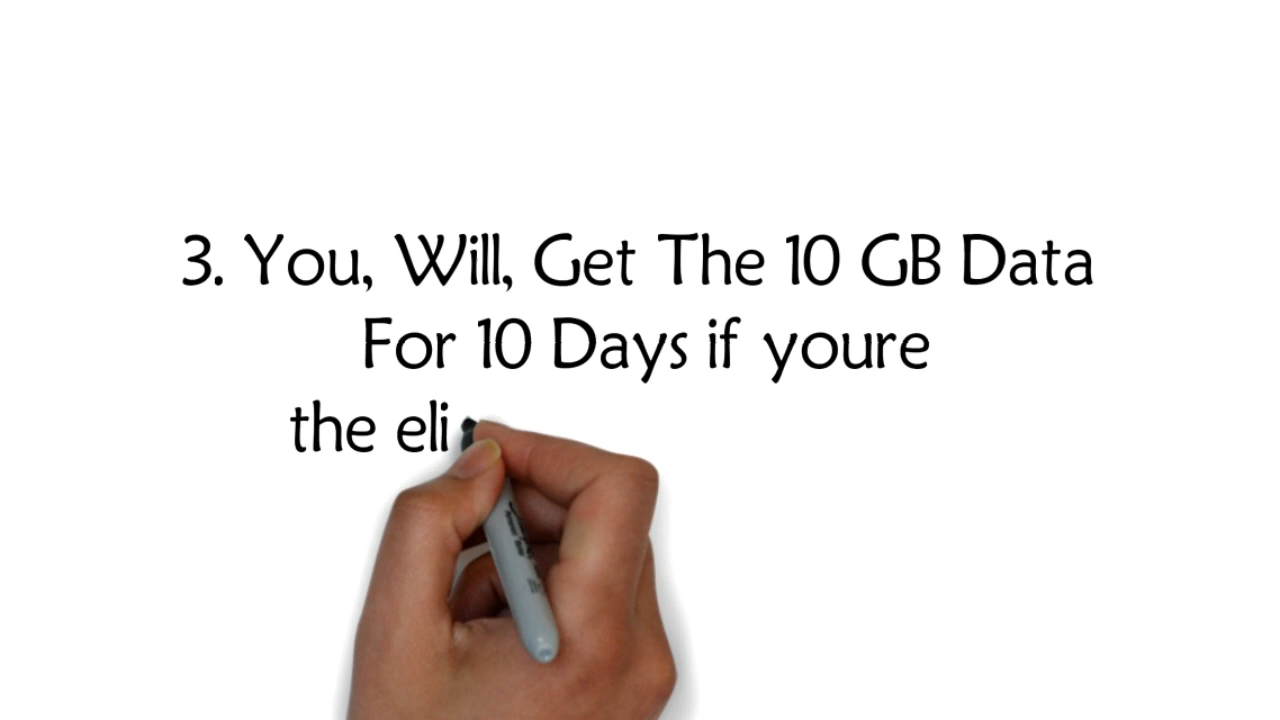 3. You, Will, Get The 10 GB Data
For 10 Days if youre
the eli